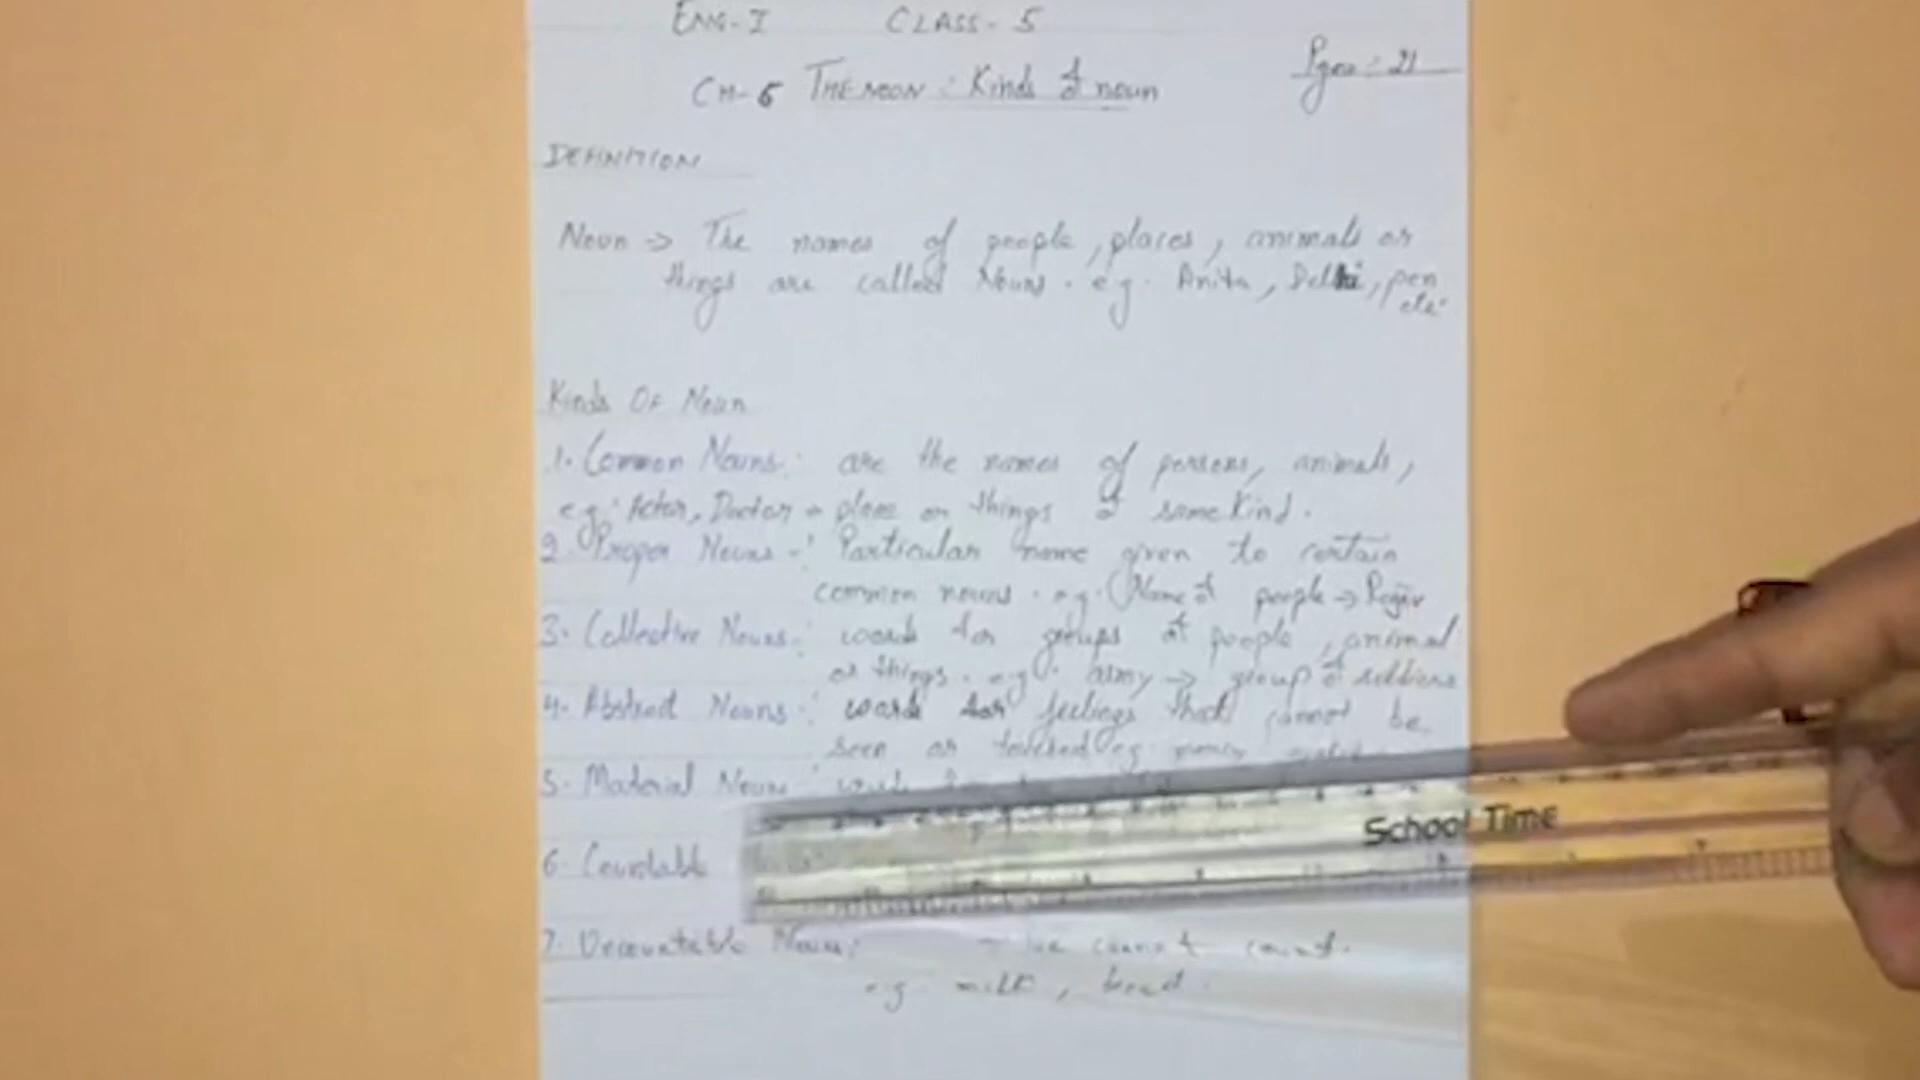 ENG-I CLASS-5
Pgno: 21
CH-5 THE NOUN: Kinds of noun
DEFINITION
Noun → The names of people, places, animals or
things are called Nouns. e.g. Anita, Delhi, pen
etc.
Kinds OF Noun
1. Common Nouns: are the names of persons, animals,
e.g. Actor, Doctor place or things of same kind.
2. Proper Nouns -: Particular name given to certain
common nouns. e.g. Name of people →
3. Collective Nouns: words for groups of people, animal
or things. e.g. army → group of soldiers
4. Abstract Nouns: words for feelings that cannot be
seen or touched e.g.
5. Material Nouns:
6. Countable
7. Uncountable Nouns: we cannot count.
e.g. milk, bread.
School Time